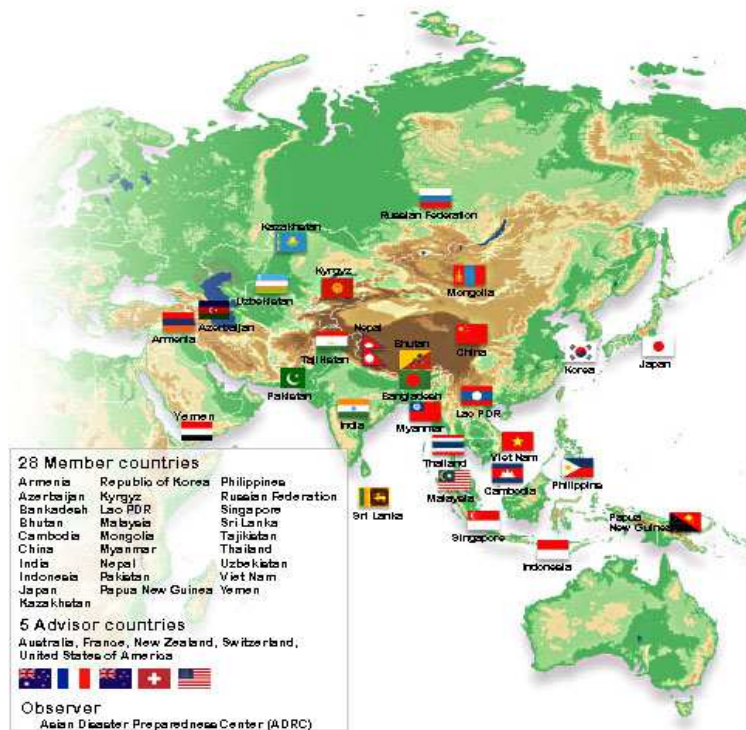 Russian Federation
Kazakhstan
Kyrgyz
Mongolia
Uzbekistan
Azerbaijan
Armenia
Nepal
Bhutan
China
Tajikistan
Korea
Japan
Pakistan
Bangladesh
Lao PDR
Yemen
India
Myanmar
Thailand
Viet Nam
Malaysia
Cambodia
Philippine
Sri Lanka
Singapore
Papua
New Guinea
Indonesia
28 Member countries
Armenia Republic of Korea Philippines
Azerbaijan Kyrgyz Russian Federation
Bankadesh Lao PDR Singapore
Bhutan Malaysia Sri Lanka
Cambodia Mongolia Tajikistan
China Myanmar Thailand
India Nepal Uzbekistan
Indonesia Pakistan Viet Nam
Japan Papua New Guinea Yemen
Kazakhstan
5 Advisor countries
Australia, France, New Zealand, Switzerland,
United States of America
Observer
Asian Disaster Preparedness Center (ADRC)